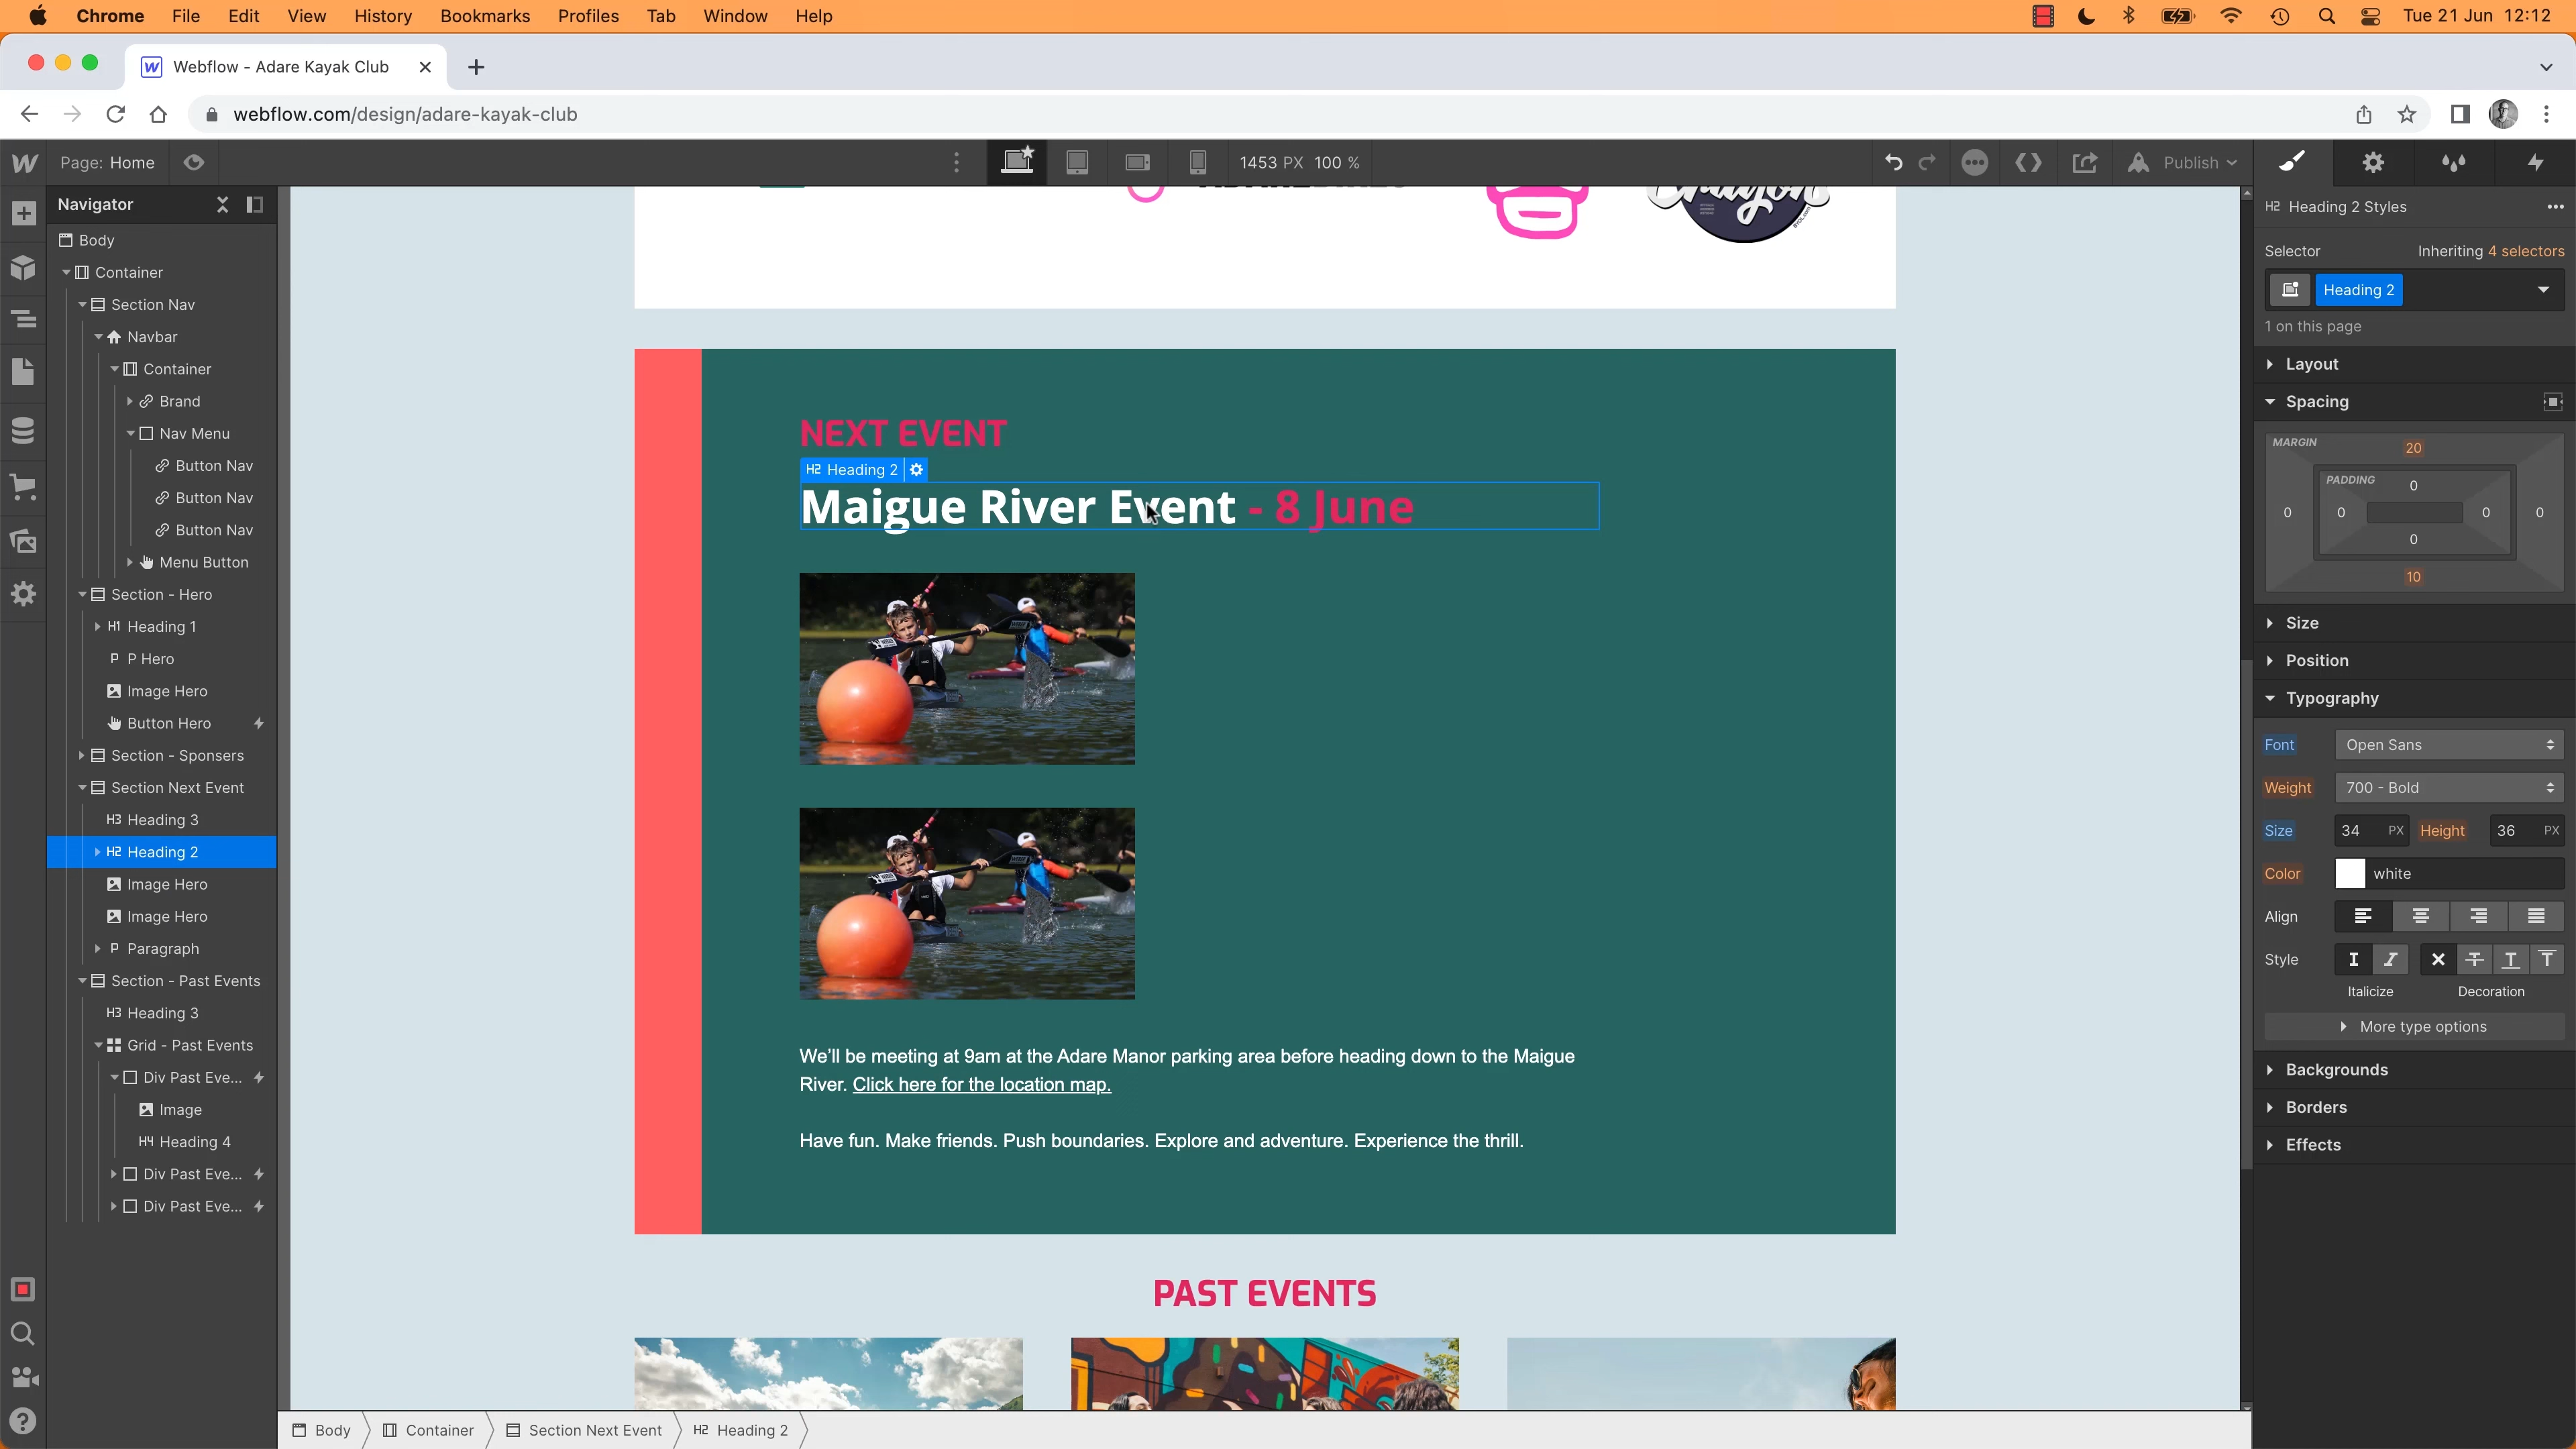 Chrome File Edit View History Bookmarks Profiles Tab Window Help Tue 21 Jun 12:12
Webflow - Adare Kayak Club
webflow.com/design/adare-kayak-club
Page: Home 1453 PX 100 % Publish
Navigator
Body
Container
Section Nav
Navbar
Container
Brand
Nav Menu
Button Nav
Button Nav
Button Nav
Menu Button
Section - Hero
H1 Heading 1
P P Hero
Image Hero
Button Hero
Section - Sponsers
Section Next Event
H3 Heading 3
H2 Heading 2
Image Hero
Image Hero
P Paragraph
Section - Past Events
H3 Heading 3
Grid - Past Events
Div Past Eve...
Image
H4 Heading 4
Div Past Eve...
Div Past Eve...
NEXT EVENT
H2 Heading 2
Maigue River Event - 8 June
We'll be meeting at 9am at the Adare Manor parking area before heading down to the Maigue
River. Click here for the location map.
Have fun. Make friends. Push boundaries. Explore and adventure. Experience the thrill.
PAST EVENTS
Body Container Section Next Event H2 Heading 2
H2 Heading 2 Styles
Selector Inheriting 4 selectors
Heading 2
1 on this page
Layout
Spacing
MARGIN
20
PADDING
0
0 0 0 0
0
10
Size
Position
Typography
Font Open Sans
Weight 700 - Bold
Size 34 PX Height 36 PX
Color white
Align
Style
Italicize Decoration
More type options
Backgrounds
Borders
Effects